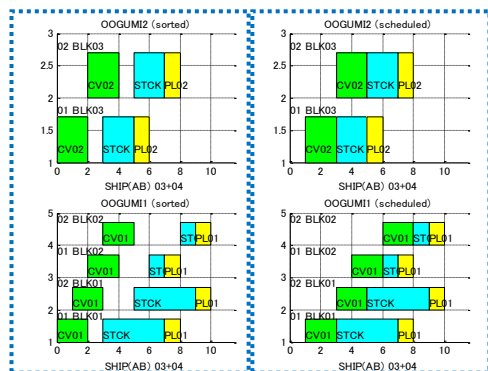 OOGUMI2 (sorted)
3
02 BLK03
2.5
CV02 STCK PL02
2
01 BLK03
1.5
CV02 STCK PL02
1
0 2 4 6 8 10
SHIP(AB) 03+04
OOGUMI2 (scheduled)
3
02 BLK03
2.5
CV02 STCK PL02
2
01 BLK03
1.5
CV02 STCK PL02
1
0 2 4 6 8 10
SHIP(AB) 03+04
OOGUMI1 (sorted)
5
02 BLK02
CV01 STC PL01
4
01 BLK02
CV01 STC PL01
3
02 BLK01
CV01 STCK PL01
2
01 BLK01
CV01 STCK PL01
1
0 2 4 6 8 10
SHIP(AB) 03+04
OOGUMI1 (scheduled)
5
02 BLK02
CV01 STC PL01
4
01 BLK02
CV01 STC PL01
3
02 BLK01
CV01 STCK PL01
2
01 BLK01
CV01 STCK PL01
1
0 2 4 6 8 10
SHIP(AB) 03+04